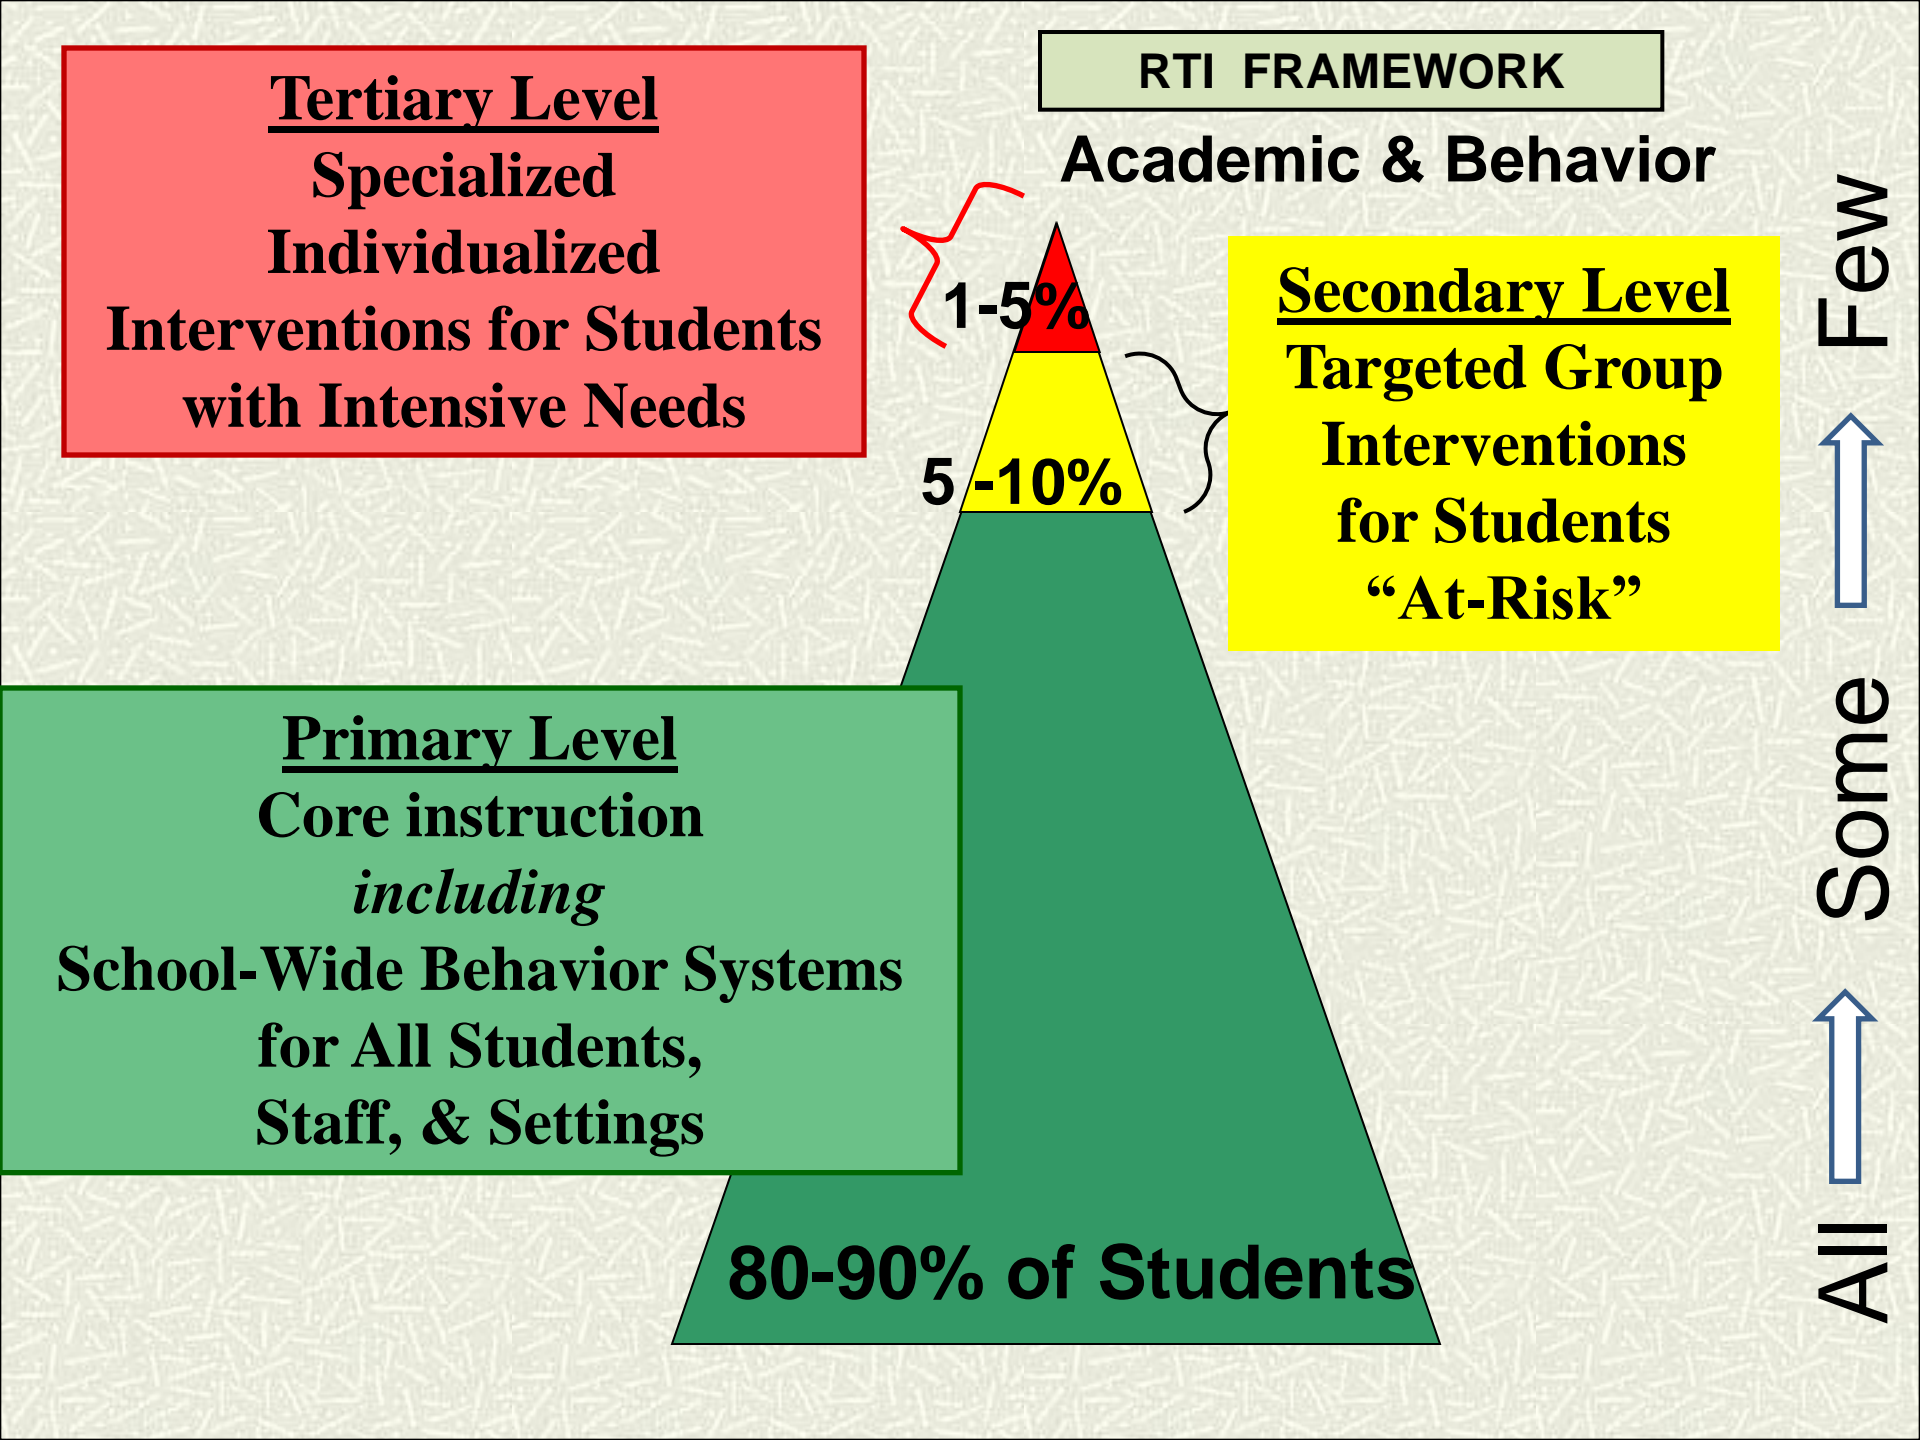 RTI FRAMEWORK
Academic & Behavior
Tertiary Level
Specialized
Individualized
Interventions for Students
with Intensive Needs
1-5%
Secondary Level
Targeted Group
Interventions
for Students
“At-Risk”
5 -10%
Primary Level
Core instruction
including
School-Wide Behavior Systems
for All Students,
Staff, & Settings
80-90% of Students
All Some Few